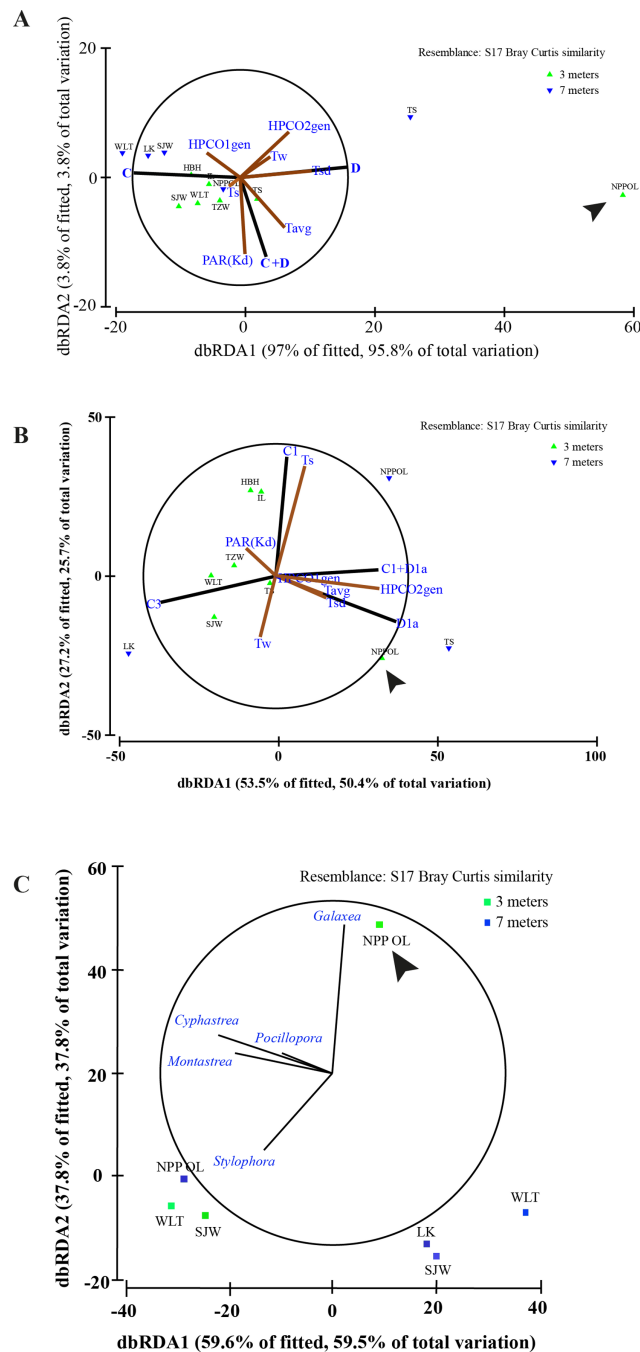 A
20
Resemblance: S17 Bray Curtis similarity
3 meters
7 meters
TS
HPCO2gen
WLT LK SJW HPCO1gen
Tw
HBH
C IL Tsd D
NPPOL
NPPOL
0
SJW WLT TZW Ts TS
Tavg
PAR(Kd) C+D
-20
-20 0 20 40 60
dbRDA2 (3.8% of fitted, 3.8% of total variation)
dbRDA1 (97% of fitted, 95.8% of total variation)
B
50
Resemblance: S17 Bray Curtis similarity
3 meters
7 meters
C1
Ts
NPPOL
HBH
IL
PAR(Kd)
TZW
WLT C1+D1a
0
TS Tavg HPCO2gen
C3 Tsd
SJW D1a
Tw
LK NPPOL TS
-50
-50 0 50 100
dbRDA2 (27.2% of fitted, 25.7% of total variation)
dbRDA1 (53.5% of fitted, 50.4% of total variation)
C
60
Resemblance: S17 Bray Curtis similarity
3 meters
7 meters
Galaxea
NPP OL
40
Cyphastrea
Pocillopora
Montastrea
20
Stylophora
NPP OL
0
WLT SJW
LK WLT
SJW
-20
-40 -20 0 20 40
dbRDA2 (37.8% of fitted, 37.8% of total variation)
dbRDA1 (59.6% of fitted, 59.5% of total variation)